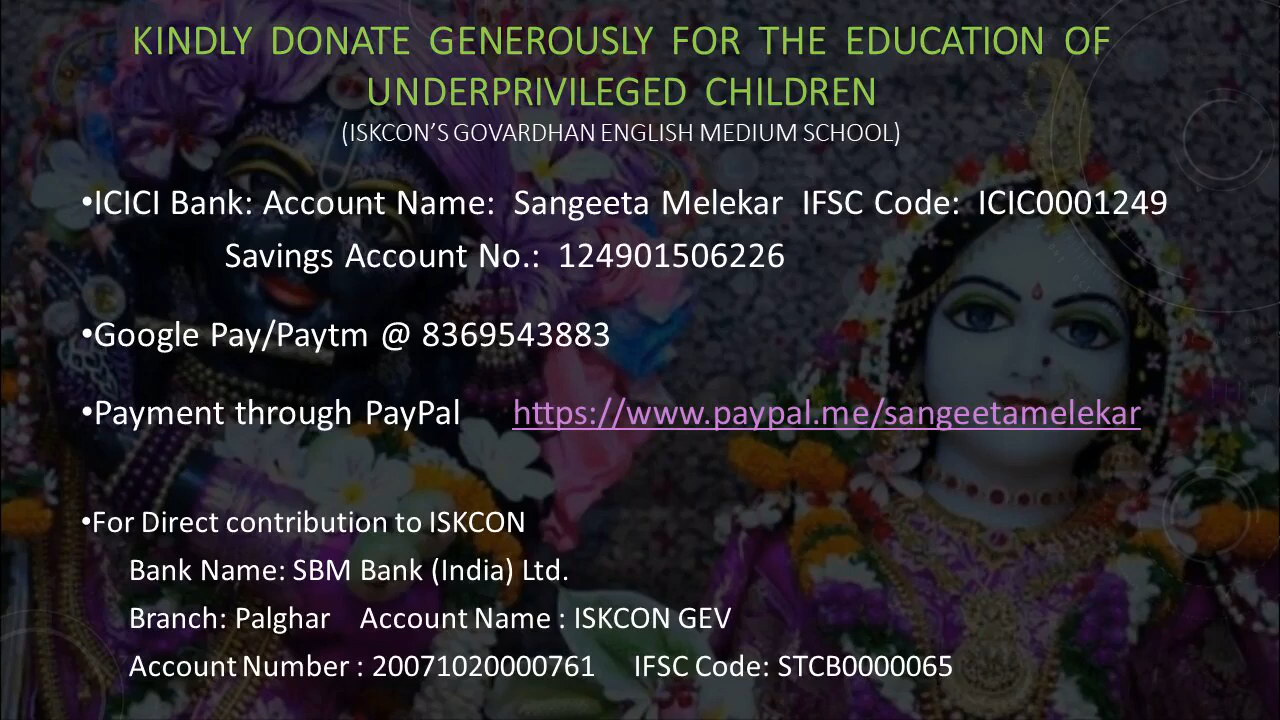 KINDLY DONATE GENEROUSLY FOR THE EDUCATION OF
UNDERPRIVILEGED CHILDREN
(ISKCON’S GOVARDHAN ENGLISH MEDIUM SCHOOL)
•ICICI Bank: Account Name: Sangeeta Melekar IFSC Code: ICIC0001249
Savings Account No.: 124901506226
•Google Pay/Paytm @ 8369543883
•Payment through PayPal https://www.paypal.me/sangeetamelekar
•For Direct contribution to ISKCON
Bank Name: SBM Bank (India) Ltd.
Branch: Palghar Account Name : ISKCON GEV
Account Number : 20071020000761 IFSC Code: STCB0000065